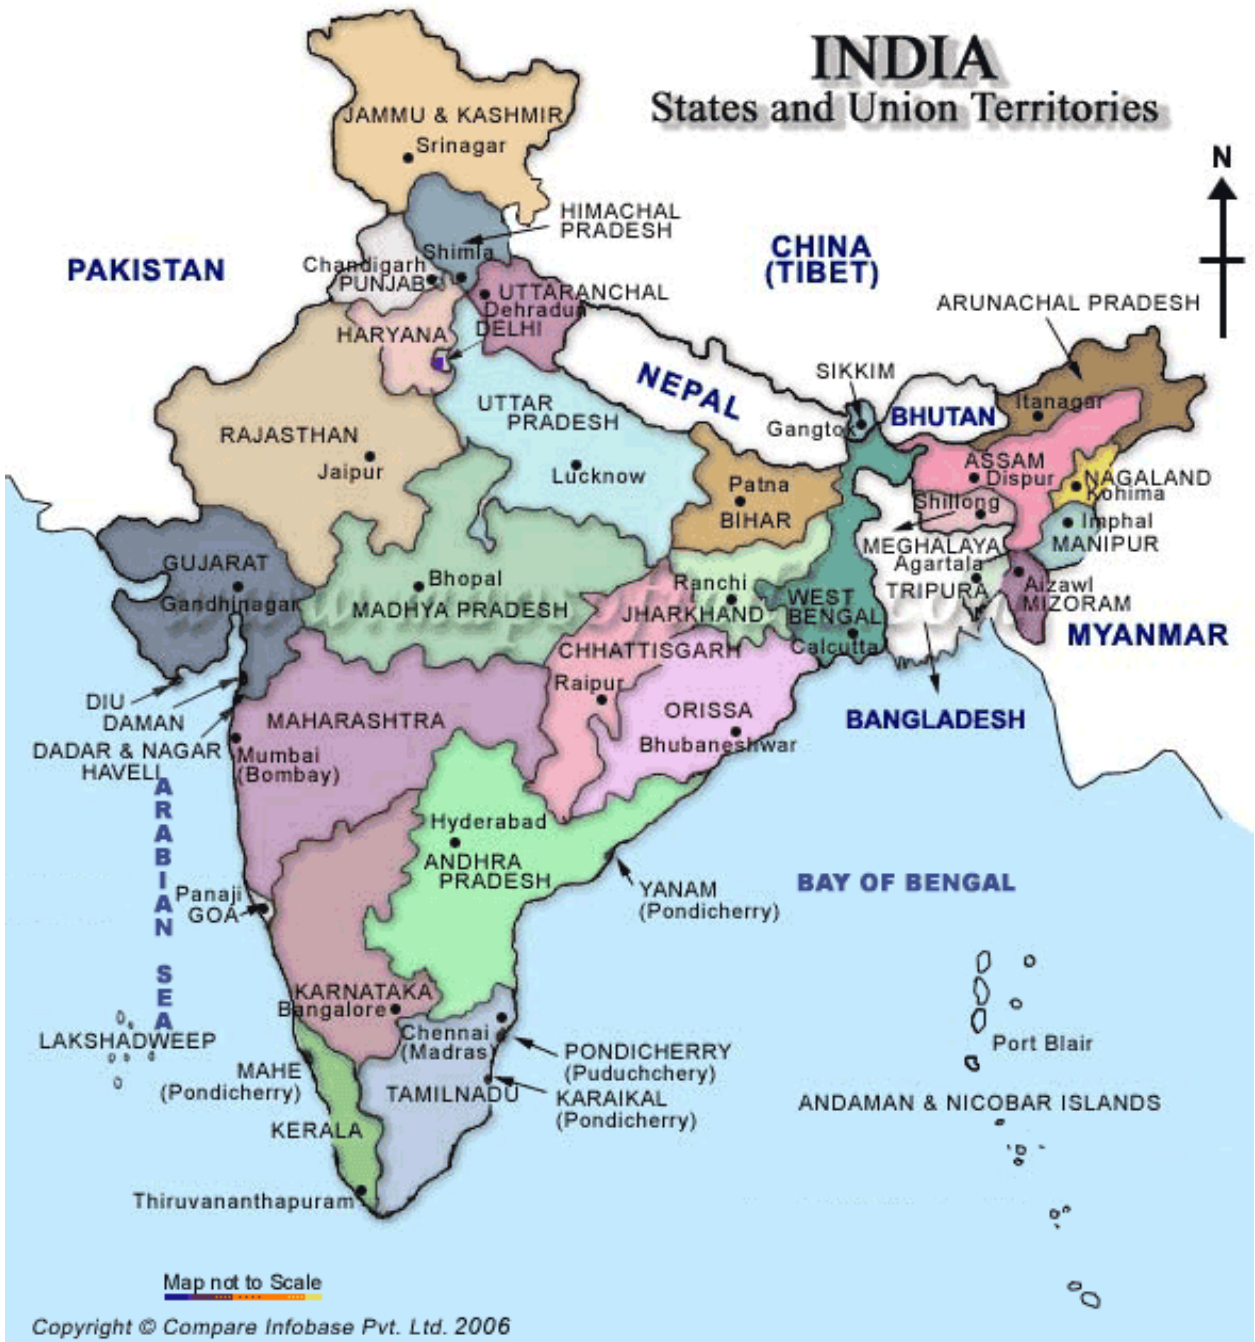 INDIA
States and Union Territories
N
JAMMU & KASHMIR
Srinagar
HIMACHAL
PRADESH
Shimla
PAKISTAN
Chandigarh
PUNJAB
CHINA
(TIBET)
UTTARANCHAL
Dehradun
DELHI
HARYANA
ARUNACHAL PRADESH
NEPAL
SIKKIM
Gangtok
BHUTAN
Itanagar
UTTAR
PRADESH
Lucknow
RAJASTHAN
Jaipur
ASSAM
Dispur
NAGALAND
Kohima
Patna
BIHAR
Shillong
Imphal
MANIPUR
MEGHALAYA
Agartala
TRIPURA
Aizawl
MIZORAM
GUJARAT
Gandhinagar
Bhopal
MADHYA PRADESH
Ranchi
JHARKHAND
WEST
BENGAL
Calcutta
MYANMAR
CHHATTISGARH
Raipur
DIU
DAMAN
DADAR & NAGAR
HAVELI
MAHARASHTRA
Mumbai
(Bombay)
ORISSA
Bhubaneshwar
BANGLADESH
ARABIAN SEA
Hyderabad
ANDHRA
PRADESH
YANAM
(Pondicherry)
BAY OF BENGAL
Panaji
GOA
KARNATAKA
Bangalore
LAKSHADWEEP
Chennai
(Madras)
PONDICHERRY
(Puduchchery)
MAHE
(Pondicherry)
TAMILNADU
KARAIKAL
(Pondicherry)
Port Blair
ANDAMAN & NICOBAR ISLANDS
KERALA
Thiruvananthapuram
Map not to Scale
Copyright © Compare Infobase Pvt. Ltd. 2006